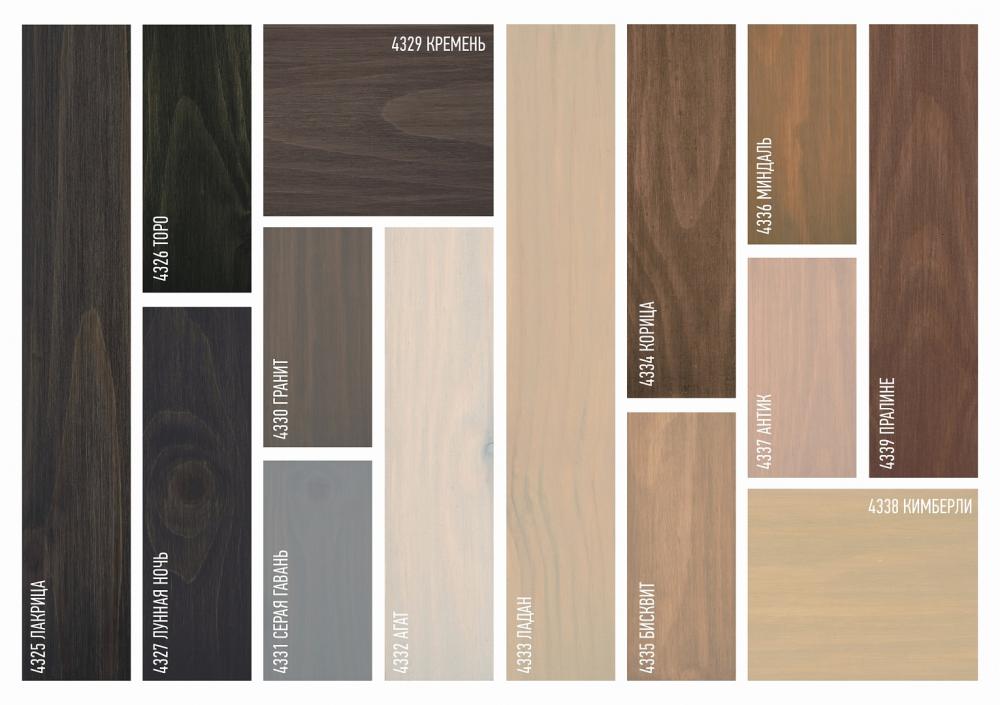 4325 ЛАКРИЦА
4326 ТОРО
4327 ЛУННАЯ НОЧЬ
4329 КРЕМЕНЬ
4330 ГРАНИТ
4331 СЕРАЯ ГАВАНЬ
4332 АГАТ
4333 ЛАДАН
4334 КОРИЦА
4335 БИСКВИТ
4336 МИНДАЛЬ
4337 АНТИК
4339 ПРАЛИНЕ
4338 КИМБЕРЛИ